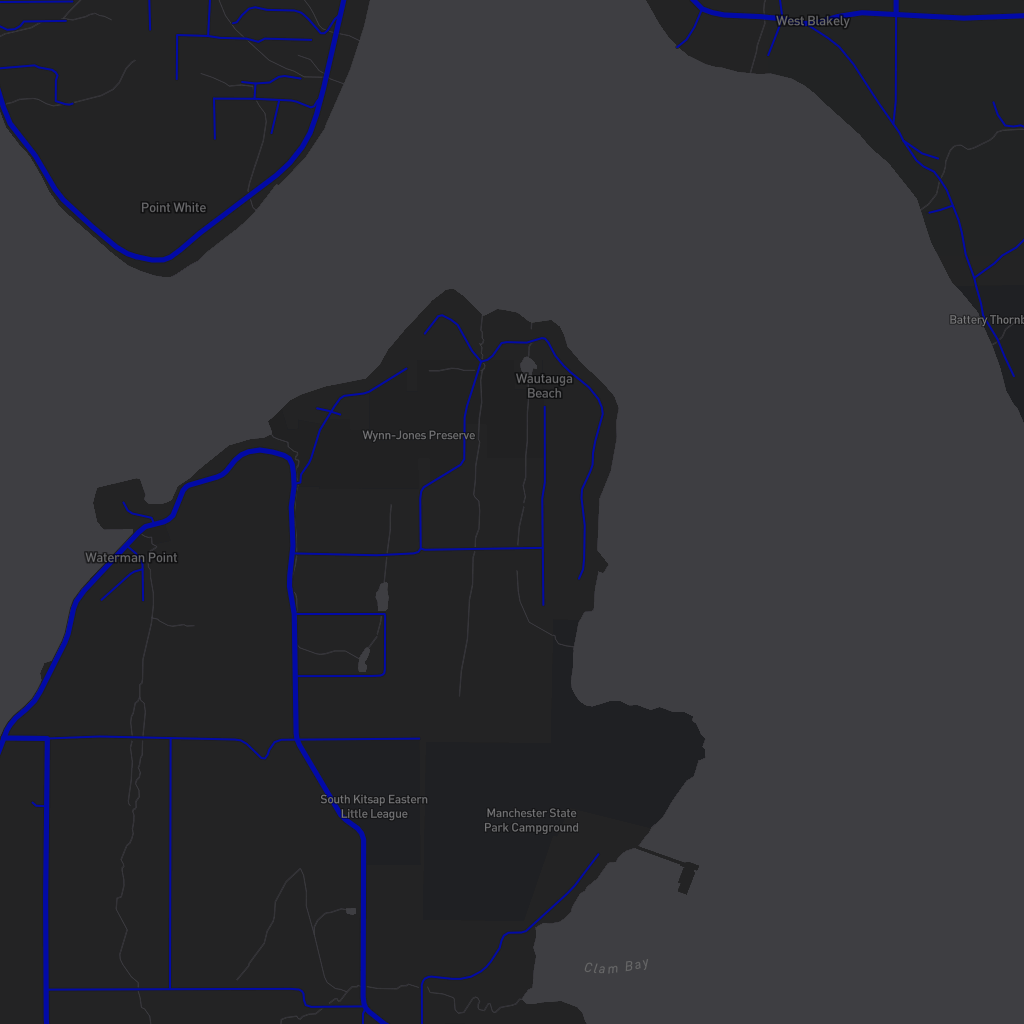 West Blakely
Point White
Battery Thornb
Wautauga
Beach
Wynn-Jones Preserve
Waterman Point
South Kitsap Eastern
Little League
Manchester State
Park Campground
Clam Bay